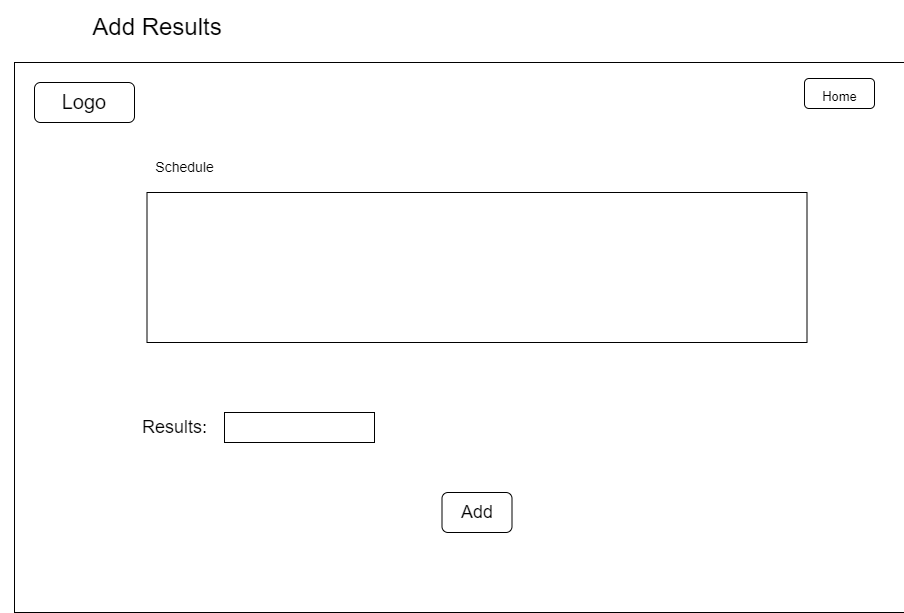 Add Results
Logo
Home
Schedule
Results:
Add